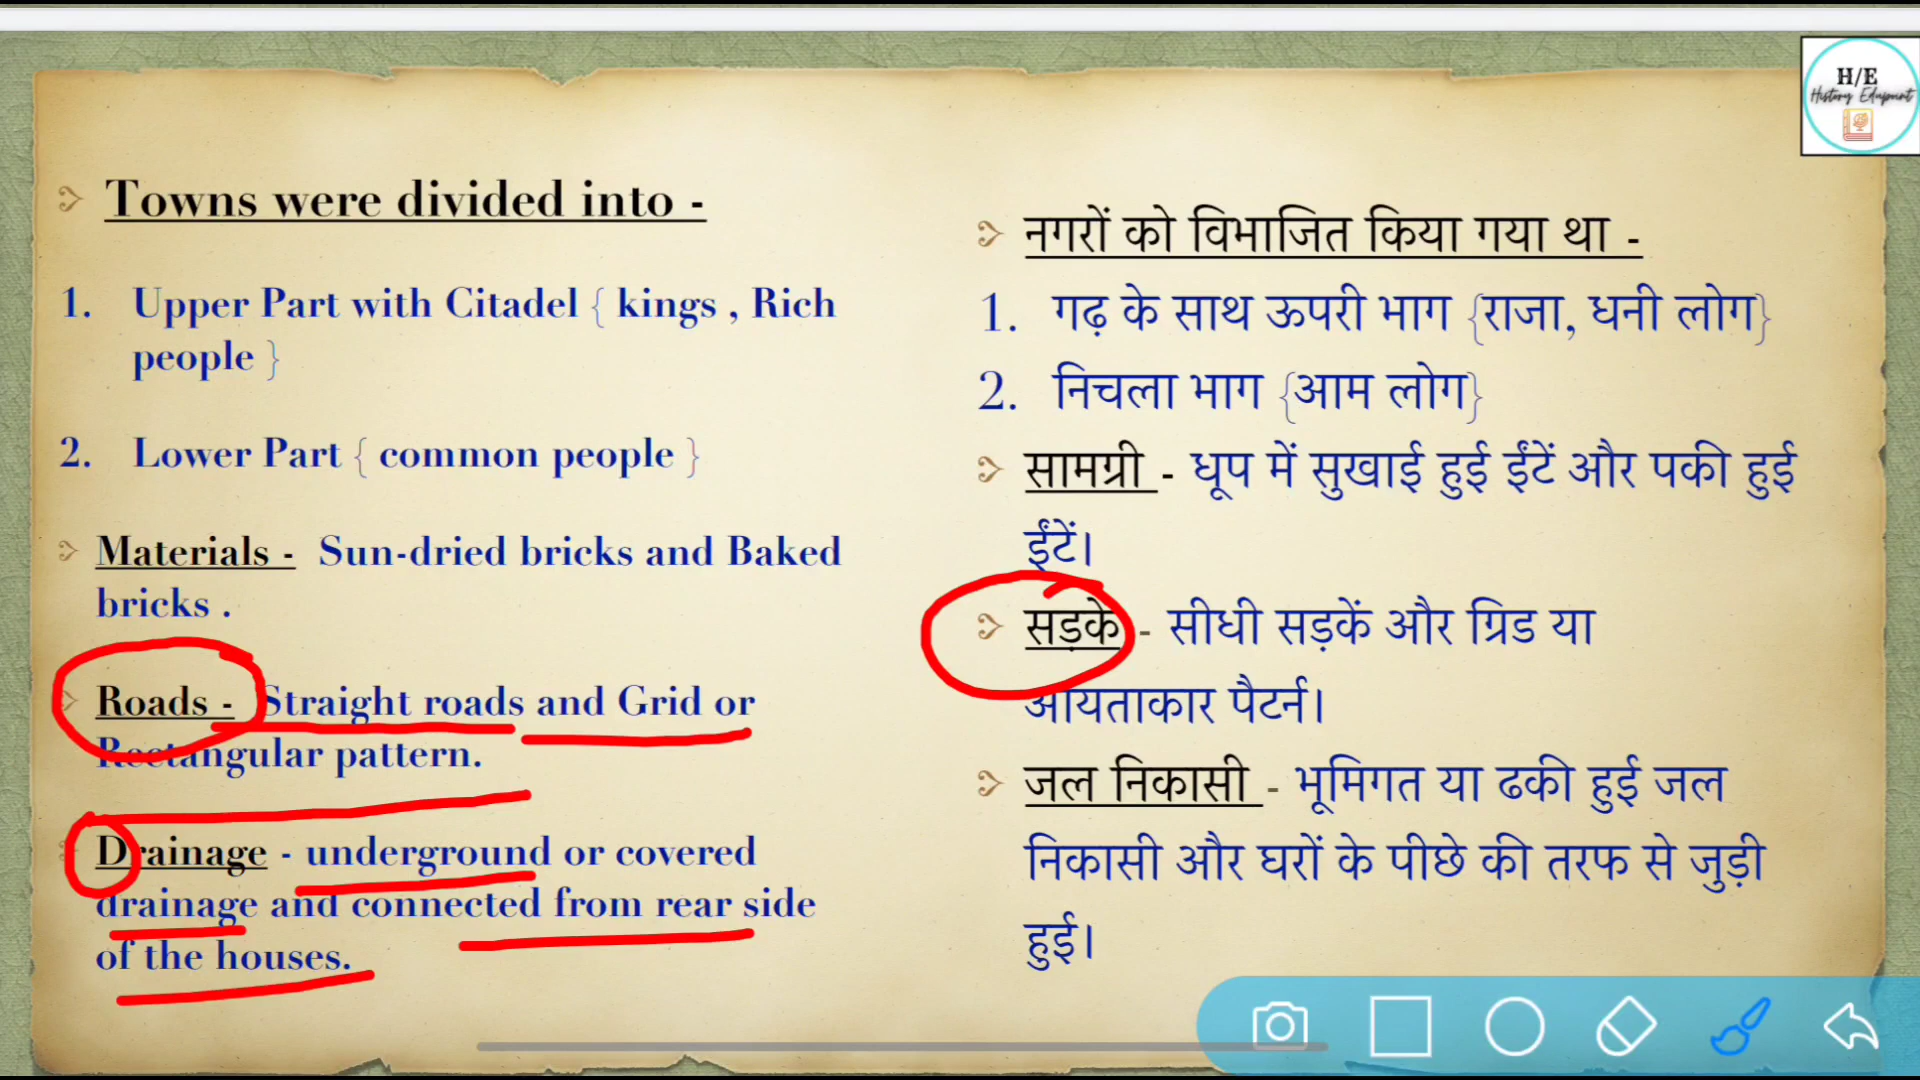 H/E
History Edupoint
Towns were divided into -
1. Upper Part with Citadel { kings , Rich
people }
2. Lower Part { common people }
Materials - Sun-dried bricks and Baked
bricks .
Roads - Straight roads and Grid or
Rectangular pattern.
Drainage - underground or covered
drainage and connected from rear side
of the houses.
नगरों को विभाजित किया गया था -
1. गढ़ के साथ ऊपरी भाग {राजा, धनी लोग}
2. निचला भाग {आम लोग}
सामग्री - धूप में सुखाई हुई ईंटें और पकी हुई
ईंटें।
सड़के - सीधी सड़कें और ग्रिड या
आयताकार पैटर्न।
जल निकासी - भूमिगत या ढकी हुई जल
निकासी और घरों के पीछे की तरफ से जुड़ी
हुई।